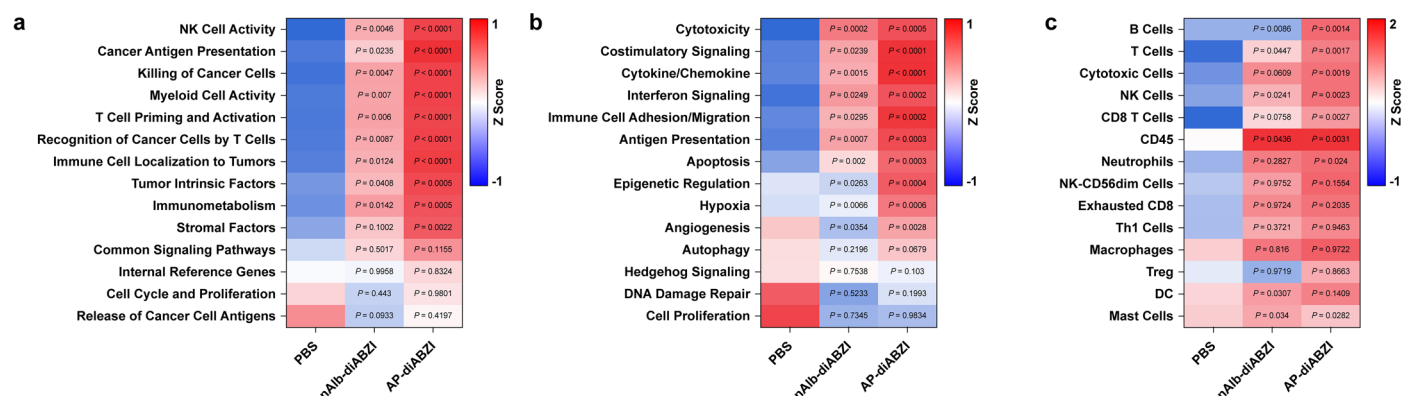 a
1
NK Cell Activity P = 0.0046 P < 0.0001
Cancer Antigen Presentation P = 0.0235 P < 0.0001
Killing of Cancer Cells P = 0.0047 P < 0.0001
Myeloid Cell Activity P = 0.007 P < 0.0001
T Cell Priming and Activation P = 0.006 P < 0.0001
Recognition of Cancer Cells by T Cells P = 0.0087 P < 0.0001
Immune Cell Localization to Tumors P = 0.0124 P < 0.0001
Tumor Intrinsic Factors P = 0.0408 P = 0.0005
Immunometabolism P = 0.0142 P = 0.0005
Stromal Factors P = 0.1002 P = 0.0022
Common Signaling Pathways P = 0.5017 P = 0.1155
Internal Reference Genes P = 0.9958 P = 0.8324
Cell Cycle and Proliferation P = 0.443 P = 0.9801
Release of Cancer Cell Antigens P = 0.0933 P = 0.4197
Z Score
-1
PBS
nAlb-diABZI
AP-diABZI
b
1
Cytotoxicity P = 0.0002 P = 0.0005
Costimulatory Signaling P = 0.0239 P < 0.0001
Cytokine/Chemokine P = 0.0015 P < 0.0001
Interferon Signaling P = 0.0249 P = 0.0002
Immune Cell Adhesion/Migration P = 0.0295 P = 0.0002
Antigen Presentation P = 0.0007 P = 0.0003
Apoptosis P = 0.002 P = 0.0003
Epigenetic Regulation P = 0.0263 P = 0.0004
Hypoxia P = 0.0066 P = 0.0006
Angiogenesis P = 0.0354 P = 0.0028
Autophagy P = 0.2196 P = 0.0679
Hedgehog Signaling P = 0.7538 P = 0.103
DNA Damage Repair P = 0.5233 P = 0.1993
Cell Proliferation P = 0.7345 P = 0.9834
Z Score
-1
PBS
nAlb-diABZI
AP-diABZI
c
2
B Cells P = 0.0086 P = 0.0014
T Cells P = 0.0447 P = 0.0017
Cytotoxic Cells P = 0.0609 P = 0.0019
NK Cells P = 0.0241 P = 0.0023
CD8 T Cells P = 0.0758 P = 0.0027
CD45 P = 0.0436 P = 0.0031
Neutrophils P = 0.2827 P = 0.024
NK-CD56dim Cells P = 0.9752 P = 0.1554
Exhausted CD8 P = 0.9724 P = 0.2035
Th1 Cells P = 0.3721 P = 0.9463
Macrophages P = 0.816 P = 0.9722
Treg P = 0.9719 P = 0.8663
DC P = 0.0307 P = 0.1409
Mast Cells P = 0.034 P = 0.0282
Z Score
-2
PBS
nAlb-diABZI
AP-diABZI